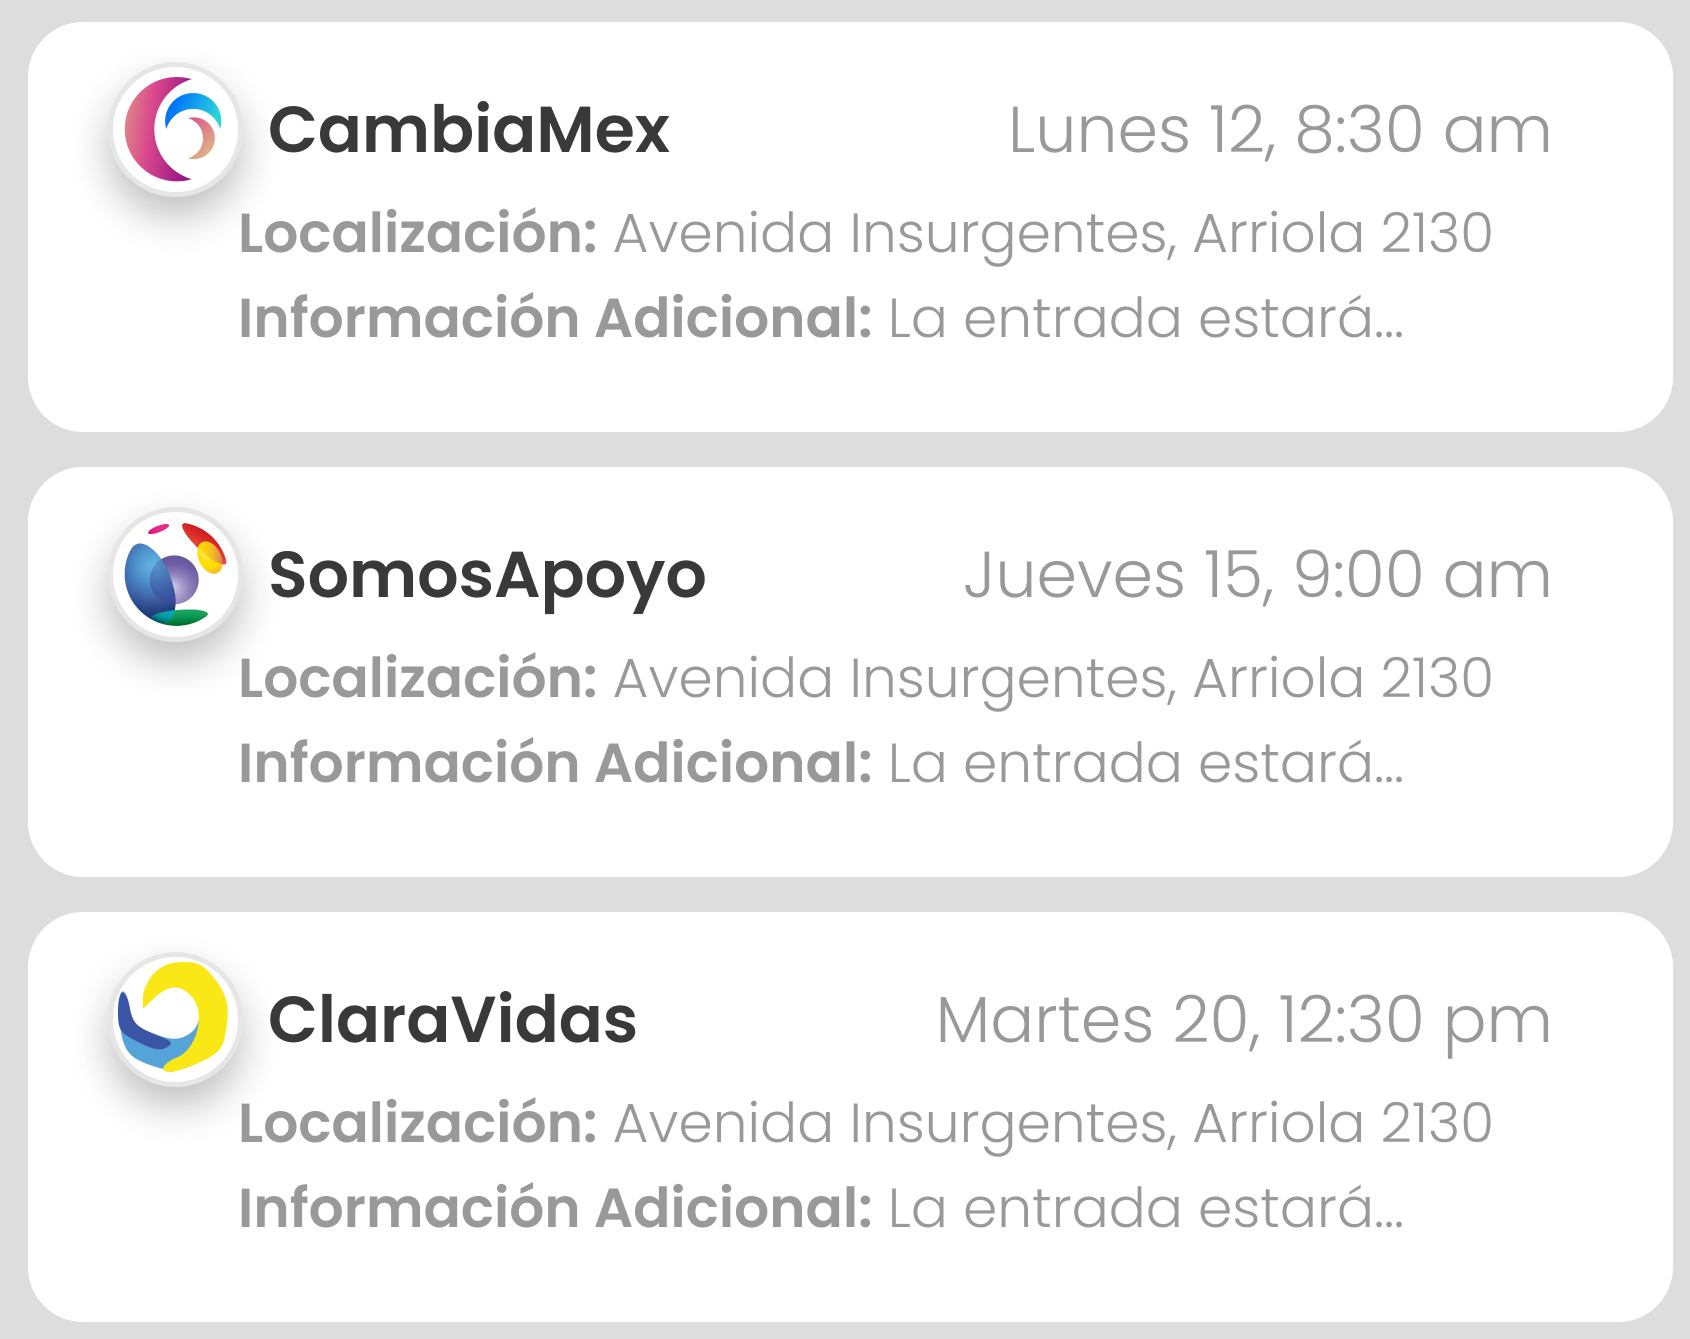 CambiaMex Lunes 12, 8:30 am
Localización: Avenida Insurgentes, Arriola 2130
Información Adicional: La entrada estará...
SomosApoyo Jueves 15, 9:00 am
Localización: Avenida Insurgentes, Arriola 2130
Información Adicional: La entrada estará...
ClaraVidas Martes 20, 12:30 pm
Localización: Avenida Insurgentes, Arriola 2130
Información Adicional: La entrada estará...